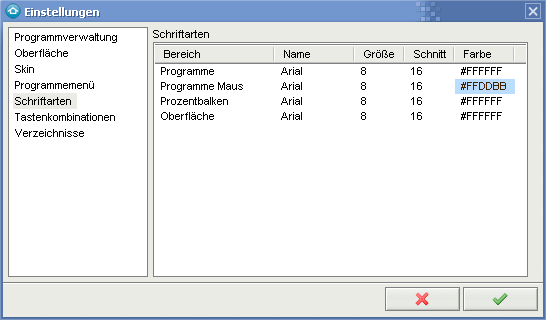 Einstellungen
Programmverwaltung
Oberfläche
Skin
Programmemenü
Schriftarten
Tastenkombinationen
Verzeichnisse
Schriftarten
Bereich Name Größe Schnitt Farbe
Programme Arial 8 16 #FFFFFF
Programme Maus Arial 8 16 #FFDDBB
Prozentbalken Arial 8 16 #FFFFFF
Oberfläche Arial 8 16 #FFFFFF